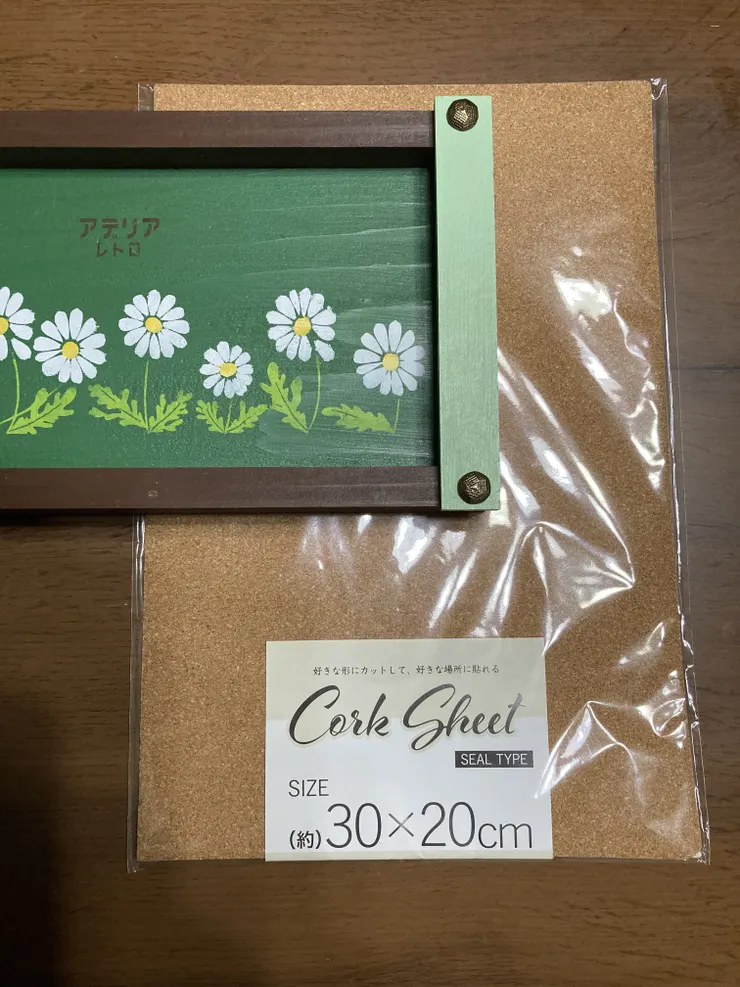 アデリア
レトロ
好きな形にカットして、好きな場所に貼れる
Cork Sheet
SEAL TYPE
SIZE
(約)30×20cm